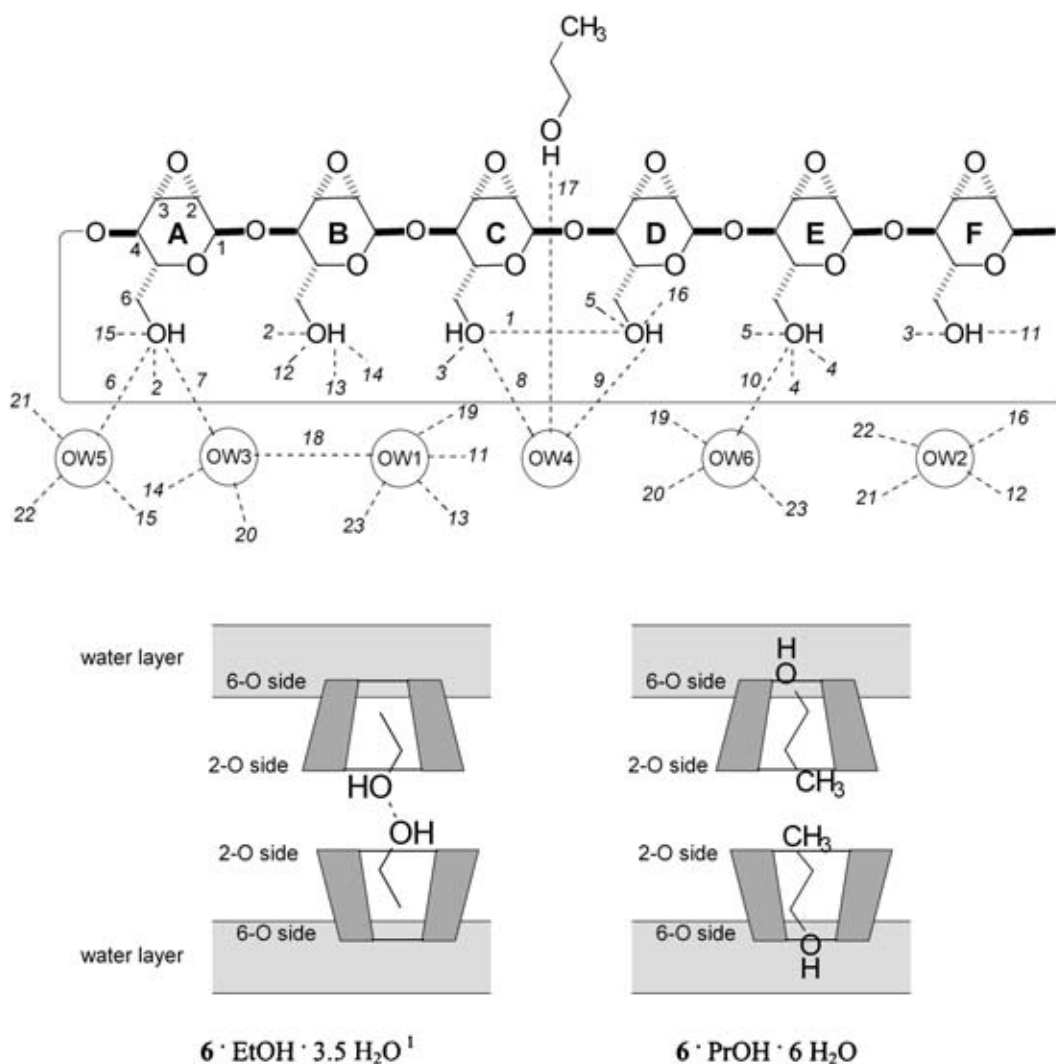 CH3
O
H
O O O O O O
17
3 2
O A O B O C O D O E O F
4 O 1 O O O O O
6
15 OH 2 OH HO 1 5 OH 16 5 OH 3 OH 11
12 13 14 3 4 4
6 2 7 8 9 10
21 19 19 22 16
OW5 OW3 18 OW1 11 OW4 OW6 OW2
14 20 21 12
22 15 20 23 13 23
water layer
6-O side
2-O side
HO
OH
2-O side
6-O side
water layer
H
O
6-O side
2-O side
CH3
CH3
2-O side
6-O side
O
H
6 · EtOH · 3.5 H2O 1
6 · PrOH · 6 H2O